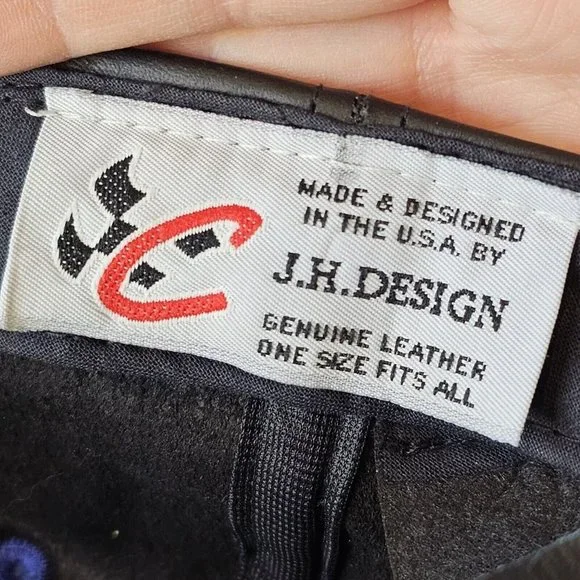 C
MADE & DESIGNED
IN THE U.S.A. BY
J.H.DESIGN
GENUINE LEATHER
ONE SIZE FITS ALL